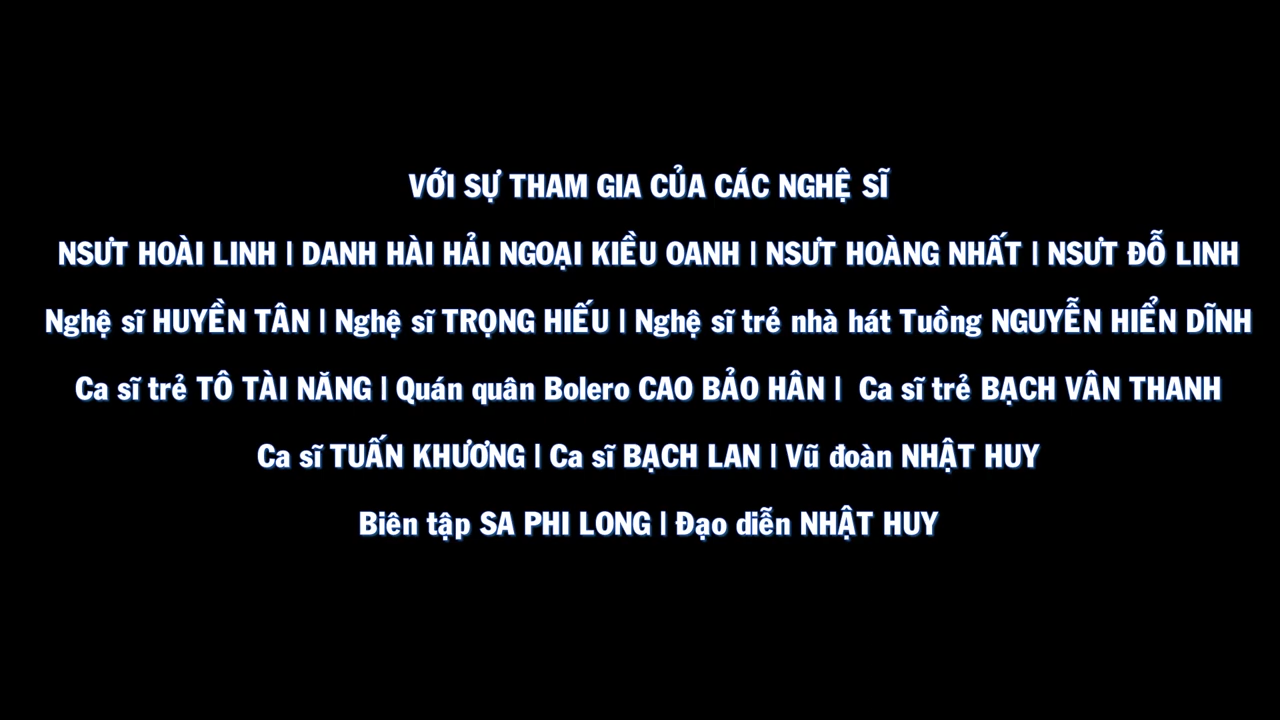 VỚI SỰ THAM GIA CỦA CÁC NGHỆ SĨ
NSƯT HOÀI LINH | DANH HÀI HẢI NGOẠI KIỀU OANH | NSƯT HOÀNG NHẤT | NSƯT ĐỖ LINH
Nghệ sĩ HUYỀN TÂN | Nghệ sĩ TRỌNG HIẾU | Nghệ sĩ trẻ nhà hát Tuồng NGUYỄN HIỂN DĨNH
Ca sĩ trẻ TÔ TÀI NĂNG | Quán quân Bolero CAO BẢO HÂN | Ca sĩ trẻ BẠCH VÂN THANH
Ca sĩ TUẤN KHƯƠNG | Ca sĩ BẠCH LAN | Vũ đoàn NHẬT HUY
Biên tập SA PHI LONG | Đạo diễn NHẬT HUY